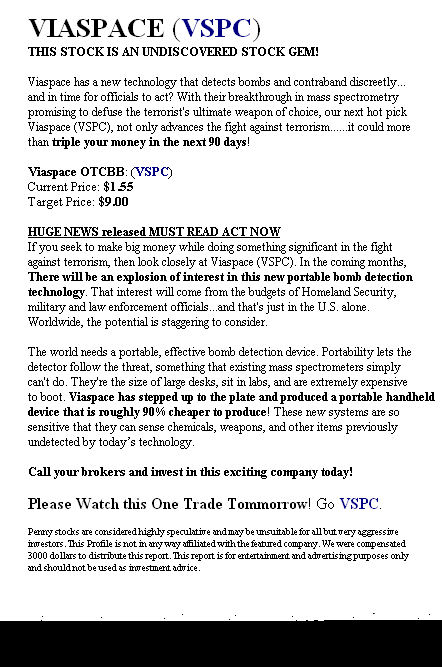 VIASPACE (VSPC)
THIS STOCK IS AN UNDISCOVERED STOCK GEM!
Viaspace has a new technology that detects bombs and contraband discreetly...
and in time for officials to act? With their breakthrough in mass spectrometry
promising to defuse the terrorist's ultimate weapon of choice, our next hot pick
Viaspace (VSPC), not only advances the fight against terrorism......it could more
than triple your money in the next 90 days!
Viaspace OTCBB: (VSPC)
Current Price: $1.55
Target Price: $9.00
HUGE NEWS released MUST READ ACT NOW
If you seek to make big money while doing something significant in the fight
against terrorism, then look closely at Viaspace (VSPC). In the coming months,
There will be an explosion of interest in this new portable bomb detection
technology. That interest will come from the budgets of Homeland Security,
military and law enforcement officials...and that's just in the U.S. alone.
Worldwide, the potential is staggering to consider.
The world needs a portable, effective bomb detection device. Portability lets the
detector follow the threat, something that existing mass spectrometers simply
can't do. They're the size of large desks, sit in labs, and are extremely expensive
to boot. Viaspace has stepped up to the plate and produced a portable handheld
device that is roughly 90% cheaper to produce! These new systems are so
sensitive that they can sense chemicals, weapons, and other items previously
undetected by today's technology.
Call your brokers and invest in this exciting company today!
Please Watch this One Trade Tommorrow! Go VSPC.
Penny stocks are considered highly speculative and may be unsuitable for all but very aggressive
investors. This Profile is not in any way affiliated with the featured company. We were compensated
3000 dollars to distribute this report. This report is for entertainment and advertising purposes only
and should not be used as investment advice.